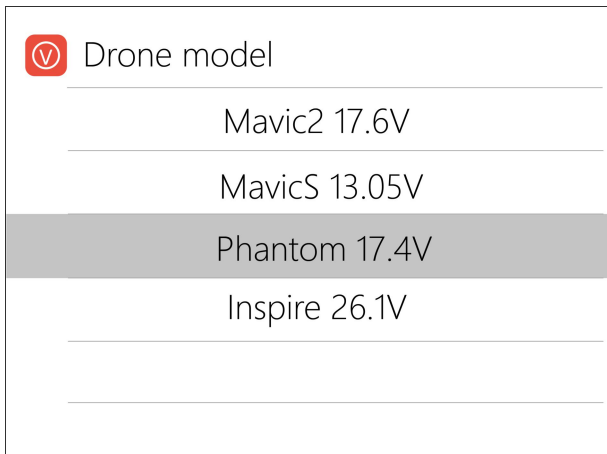 V Drone model
Mavic2 17.6V
MavicS 13.05V
Phantom 17.4V
Inspire 26.1V